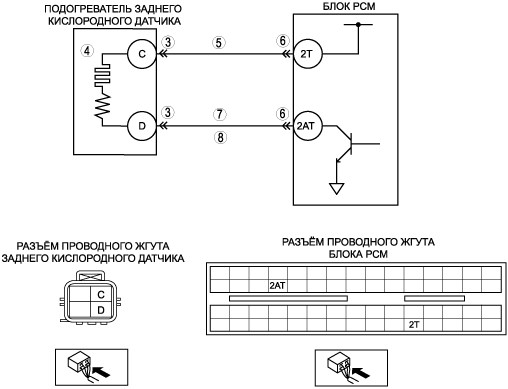 ПОДОГРЕВАТЕЛЬ ЗАДНЕГО
КИСЛОРОДНОГО ДАТЧИКА
БЛОК PCM
4
C
3
5
6
2T
D
3
7
8
6
2AT
РАЗЪЁМ ПРОВОДНОГО ЖГУТА
ЗАДНЕГО КИСЛОРОДНОГО ДАТЧИКА
C
D
РАЗЪЁМ ПРОВОДНОГО ЖГУТА
БЛОКА PCM
2AT
2T